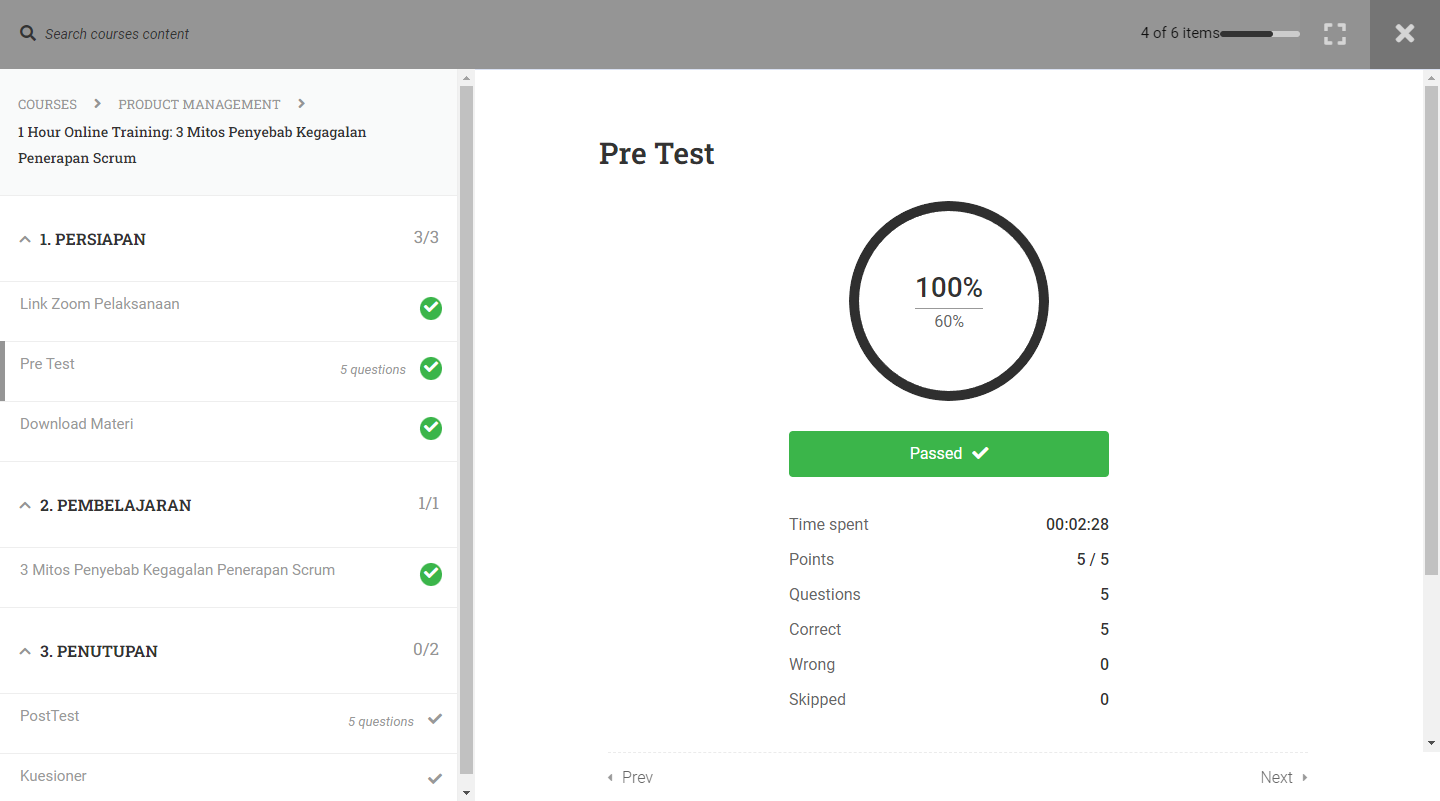 Search courses content
4 of 6 items
COURSES
PRODUCT MANAGEMENT
1 Hour Online Training: 3 Mitos Penyebab Kegagalan
Penerapan Scrum
1. PERSIAPAN
3/3
Link Zoom Pelaksanaan
Pre Test
5 questions
Download Materi
2. PEMBELAJARAN
1/1
3 Mitos Penyebab Kegagalan Penerapan Scrum
3. PENUTUPAN
0/2
PostTest
5 questions
Kuesioner
Pre Test
100%
60%
Passed
Time spent 00:02:28
Points 5 / 5
Questions 5
Correct 5
Wrong 0
Skipped 0
Prev
Next